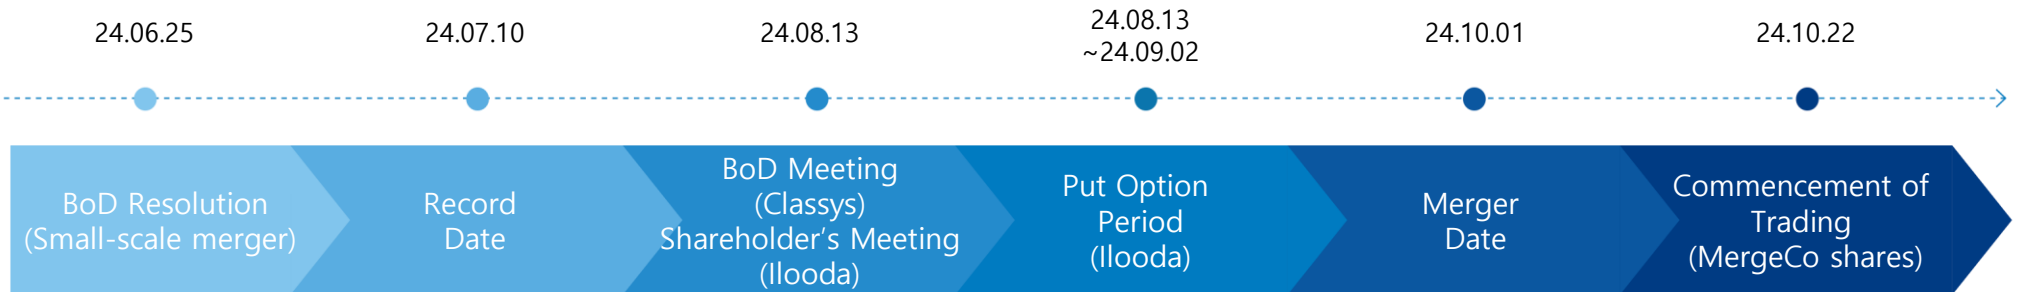 24.06.25
24.07.10
24.08.13
24.08.13
~24.09.02
24.10.01
24.10.22
BoD Resolution
(Small-scale merger)
Record
Date
BoD Meeting
(Classys)
Shareholder’s Meeting
(Ilooda)
Put Option
Period
(Ilooda)
Merger
Date
Commencement of
Trading
(MergeCo shares)